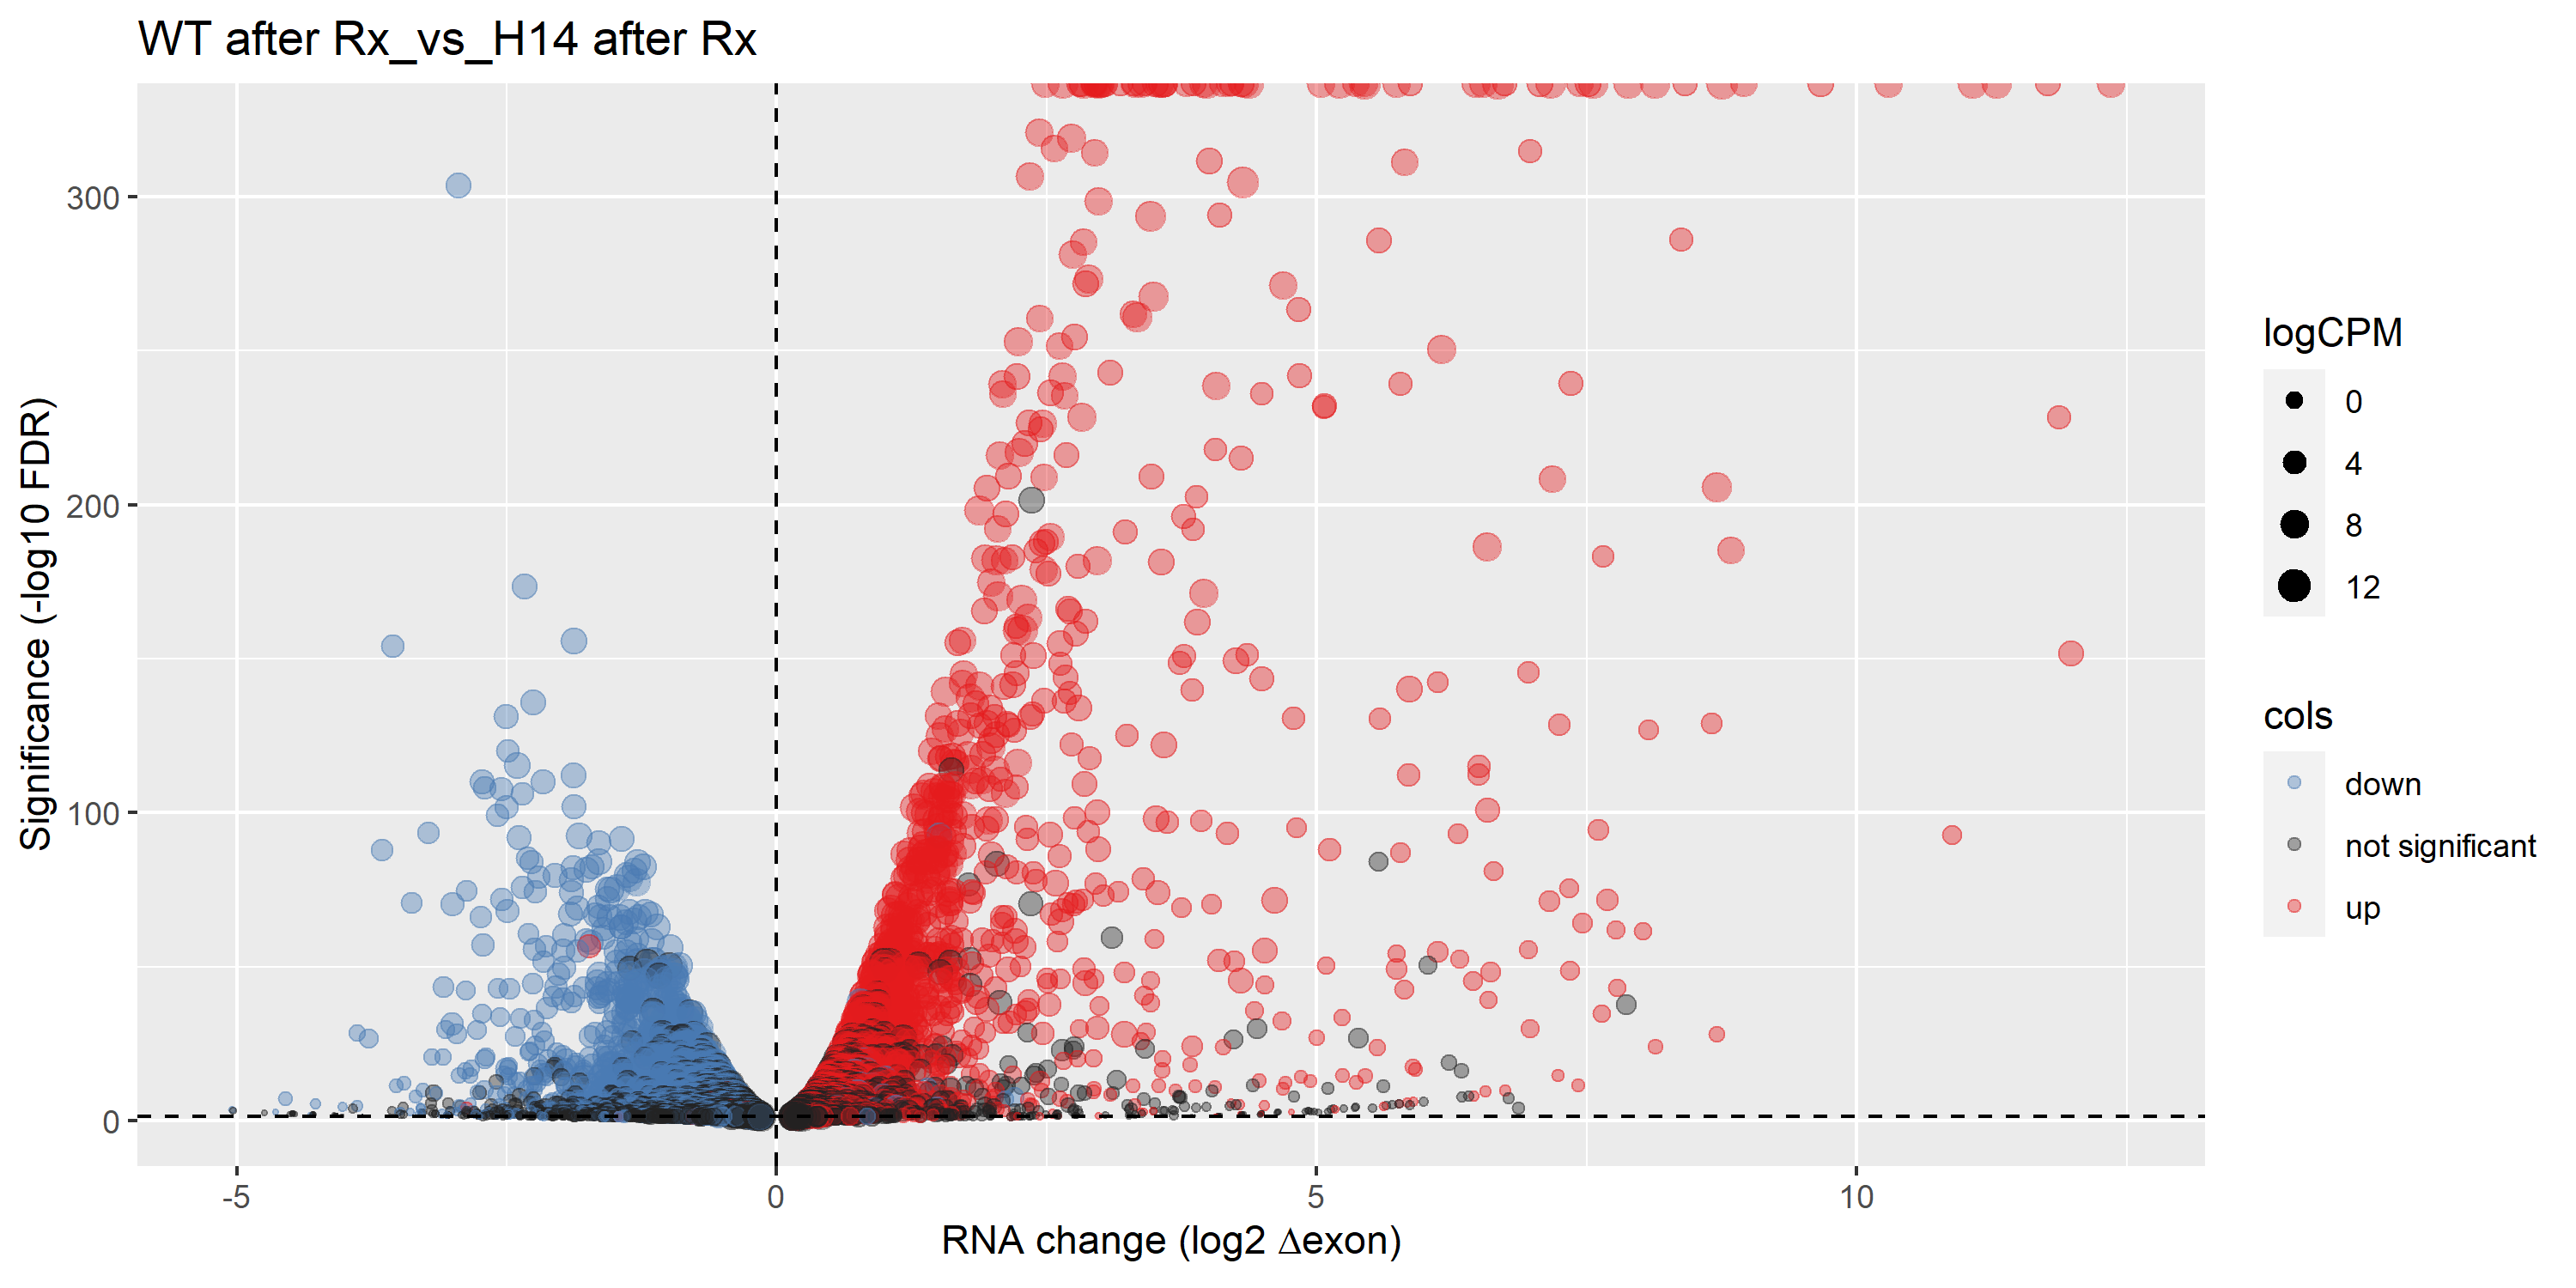 WT after Rx_vs_H14 after Rx
Significance (-log10 FDR)
300
200
100
0
-5
0
5
10
RNA change (log2 Δexon)
logCPM
0
4
8
12
cols
down
not significant
up